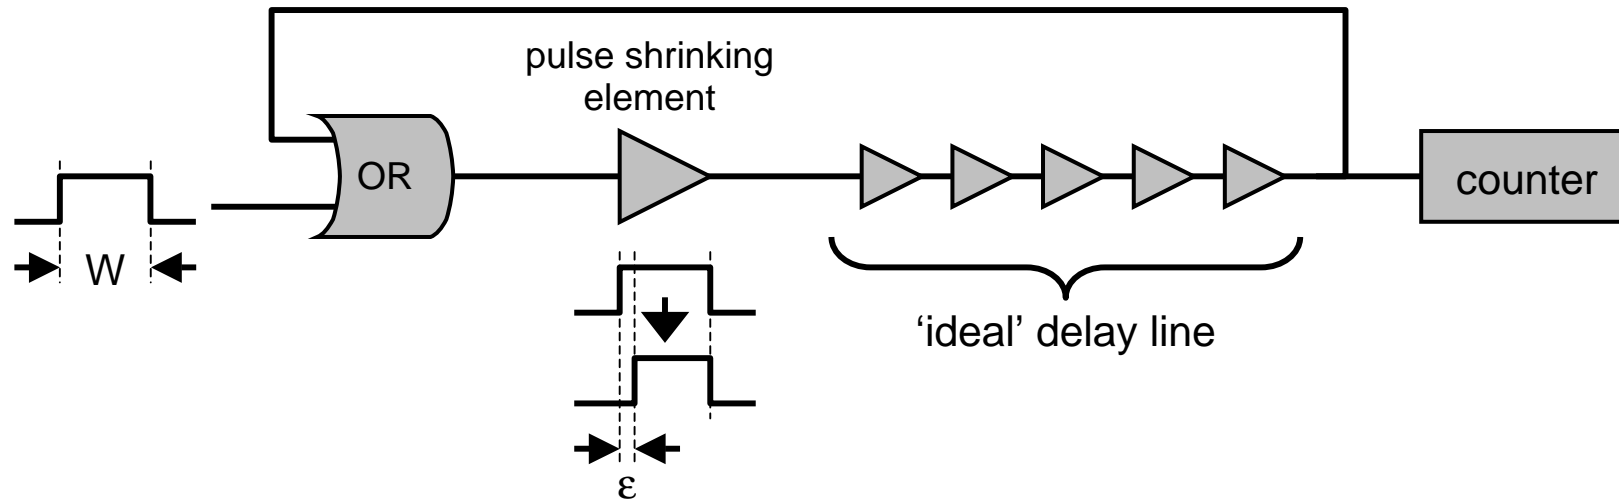 pulse shrinking
element
OR
counter
W
'ideal' delay line
ε